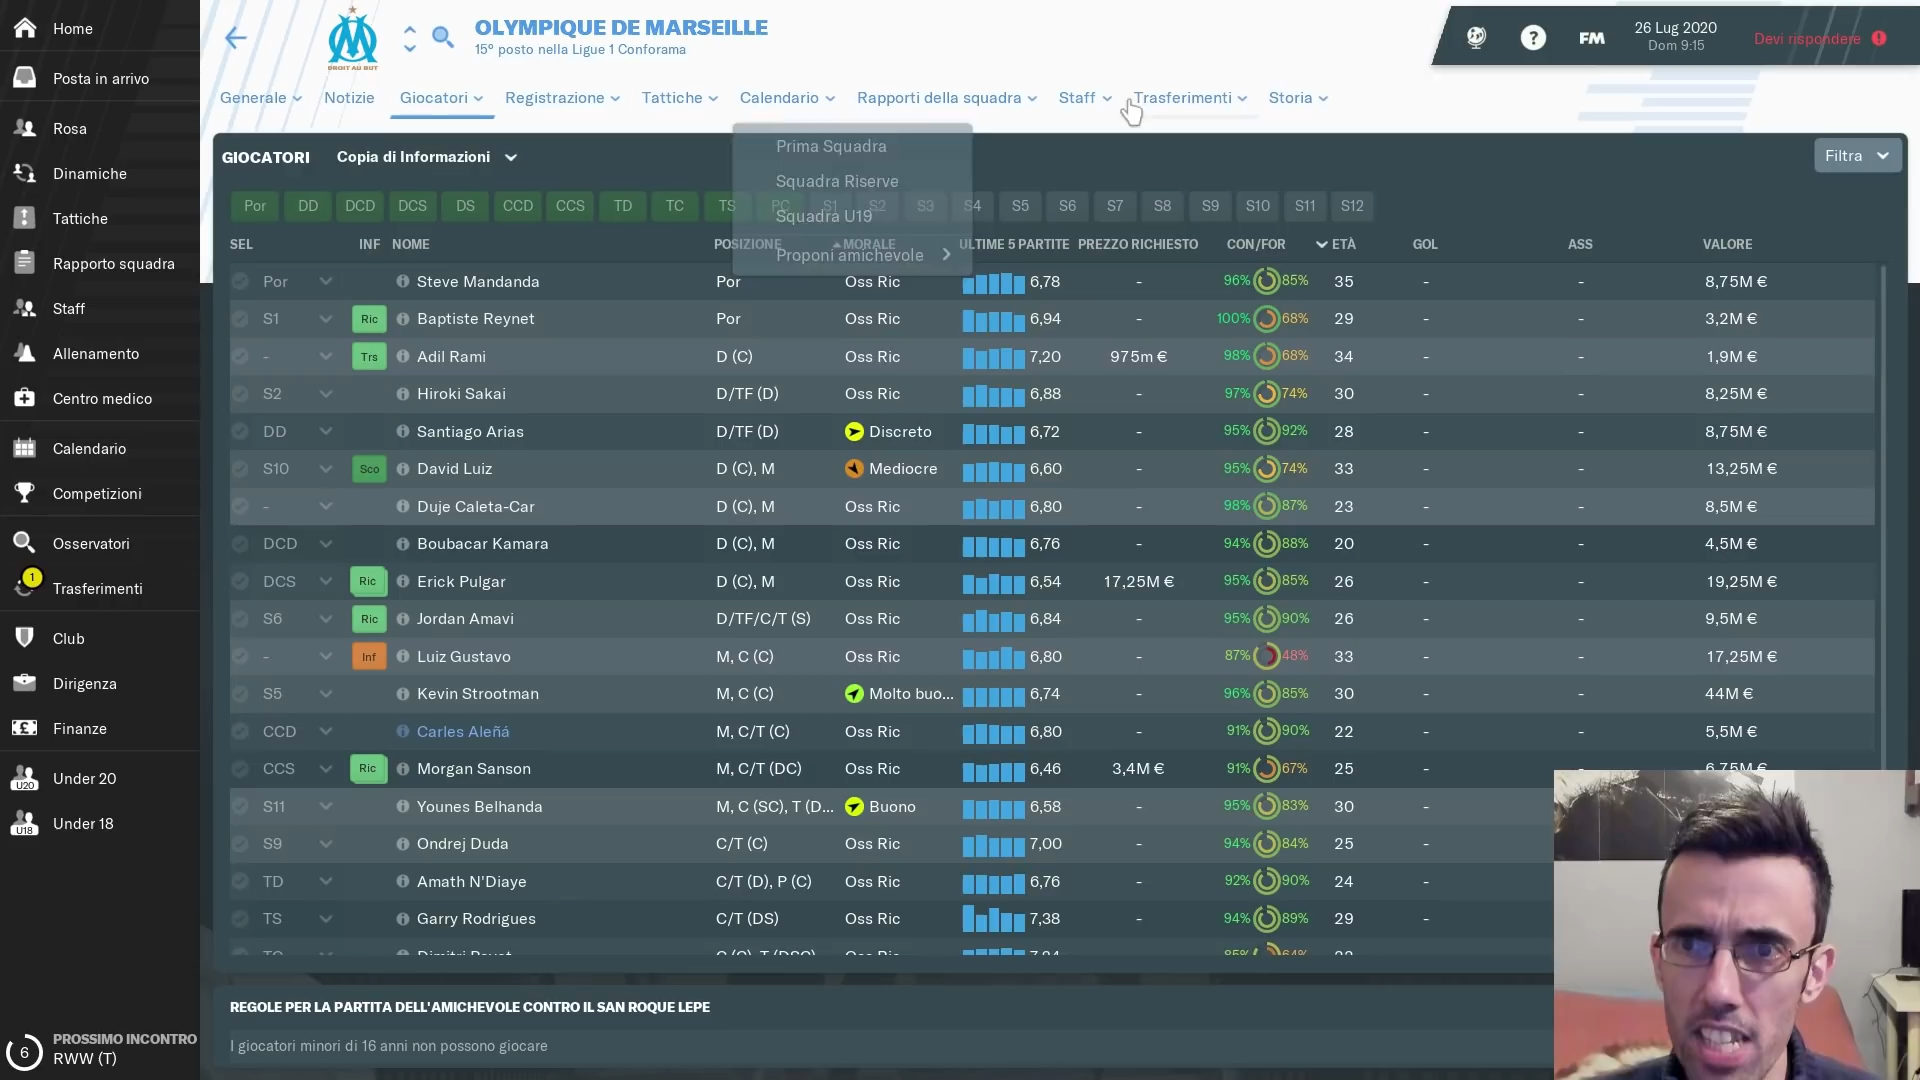 Home
Posta in arrivo
Rosa
Dinamiche
Tattiche
Rapporto squadra
Staff
Allenamento
Centro medico
Calendario
Competizioni
Osservatori
1
Trasferimenti
Club
Dirigenza
Finanze
U20 Under 20
U18 Under 18
6 PROSSIMO INCONTRO
RWW (T)
DROIT AU BUT
OLYMPIQUE DE MARSEILLE
15° posto nella Ligue 1 Conforama
? FM 26 Lug 2020
Dom 9:15
Devi rispondere !
Generale Notizie Giocatori Registrazione Tattiche Calendario Rapporti della squadra Staff Trasferimenti Storia
Prima Squadra
Squadra Riserve
Squadra U19
Proponi amichevole
GIOCATORI Copia di Informazioni Filtra
Por DD DCD DCS DS CCD CCS TD TC TS PC S1 S2 S3 S4 S5 S6 S7 S8 S9 S10 S11 S12
SEL INF NOME POSIZIONE MORALE ULTIME 5 PARTITE PREZZO RICHIESTO CON/FOR ETÀ GOL ASS VALORE
Por Steve Mandanda Por Oss Ric 6,78 - 96% 85% 35 - - 8,75M €
S1 Ric Baptiste Reynet Por Oss Ric 6,94 - 100% 68% 29 - - 3,2M €
- Trs Adil Rami D (C) Oss Ric 7,20 975m € 98% 68% 34 - - 1,9M €
S2 Hiroki Sakai D/TF (D) Oss Ric 6,88 - 97% 74% 30 - - 8,25M €
DD Santiago Arias D/TF (D) Discreto 6,72 - 95% 92% 28 - - 8,75M €
S10 Sco David Luiz D (C), M Mediocre 6,60 - 95% 74% 33 - - 13,25M €
- Duje Caleta-Car D (C), M Oss Ric 6,80 - 98% 87% 23 - - 8,5M €
DCD Boubacar Kamara D (C), M Oss Ric 6,76 - 94% 88% 20 - - 4,5M €
DCS Ric Erick Pulgar D (C), M Oss Ric 6,54 17,25M € 95% 85% 26 - - 19,25M €
S6 Ric Jordan Amavi D/TF/C/T (S) Oss Ric 6,84 - 95% 90% 26 - - 9,5M €
- Inf Luiz Gustavo M, C (C) Oss Ric 6,80 - 87% 48% 33 - - 17,25M €
S5 Kevin Strootman M, C (C) Molto buo... 6,74 - 96% 85% 30 - - 44M €
CCD Carles Aleñá M, C/T (C) Oss Ric 6,80 - 91% 90% 22 - - 5,5M €
CCS Ric Morgan Sanson M, C/T (DC) Oss Ric 6,46 3,4M € 91% 67% 25 - - 6,75M €
S11 Younes Belhanda M, C (SC), T (D... Buono 6,58 - 95% 83% 30 -
S9 Ondrej Duda C/T (C) Oss Ric 7,00 - 94% 84% 25 -
TD Amath N'Diaye C/T (D), P (C) Oss Ric 6,76 - 92% 90% 24 -
TS Garry Rodrigues C/T (DS) Oss Ric 7,38 - 94% 89% 29 -
Dimitri Payet
REGOLE PER LA PARTITA DELL'AMICHEVOLE CONTRO IL SAN ROQUE LEPE
I giocatori minori di 16 anni non possono giocare